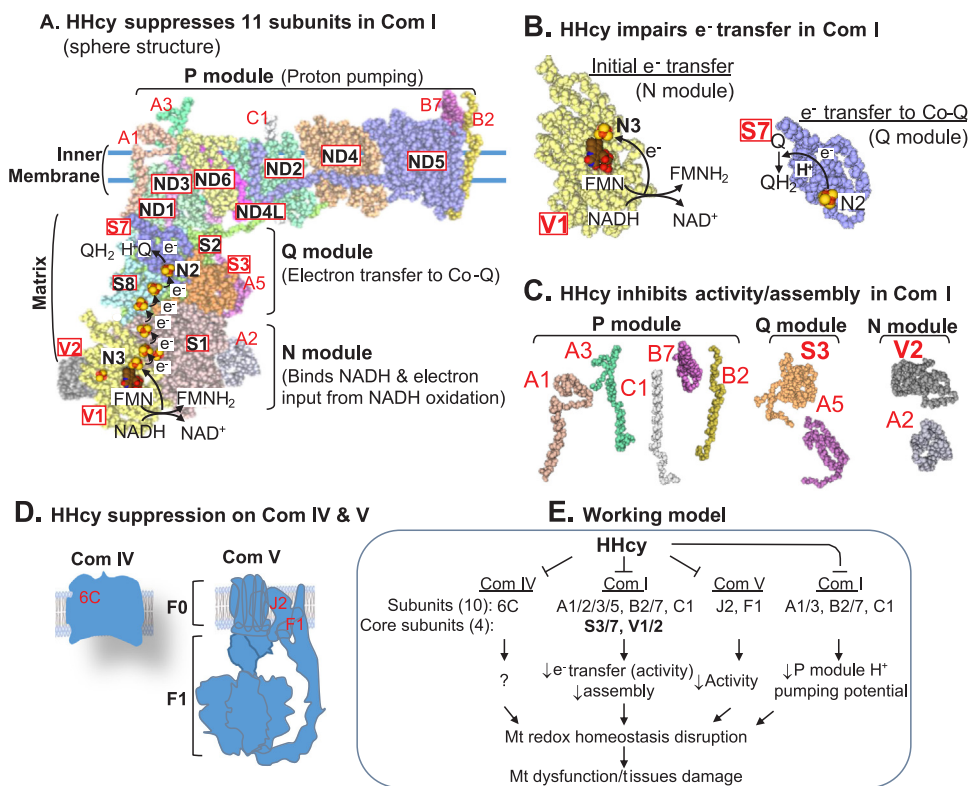 A. HHcy suppresses 11 subunits in Com I
(sphere structure)
P module (Proton pumping)
A3
A1
C1
B7
B2
Inner
Membrane
ND3
ND6
ND2
ND4
ND5
ND1
ND4L
Matrix
S7
S2
QH2 H+Q
e-
N2
S3
S8
e-
A5
e-
Q module
(Electron transfer to Co-Q)
e-
S1
A2
V2
N3
e-
N module
(Binds NADH & electron
input from NADH oxidation)
FMN
FMNH2
V1
NADH
NAD+
B. HHcy impairs e- transfer in Com I
Initial e- transfer
(N module)
N3
e-
FMN
FMNH2
NADH
NAD+
V1
e- transfer to Co-Q
(Q module)
S7
Q
e-
H+
QH2
N2
C. HHcy inhibits activity/assembly in Com I
P module
Q module
N module
A3
B7
S3
V2
A1
C1
B2
A5
A2
D. HHcy suppression on Com IV & V
Com IV
Com V
6C
F0
J2
F1
F1
E. Working model
HHcy
Com IV
Com I
Com V
Com I
Subunits (10): 6C
A1/2/3/5, B2/7, C1
J2, F1
A1/3, B2/7, C1
Core subunits (4):
S3/7, V1/2
?
↓e- transfer (activity)
↓assembly
↓Activity
↓P module H+
pumping potential
Mt redox homeostasis disruption
Mt dysfunction/tissues damage